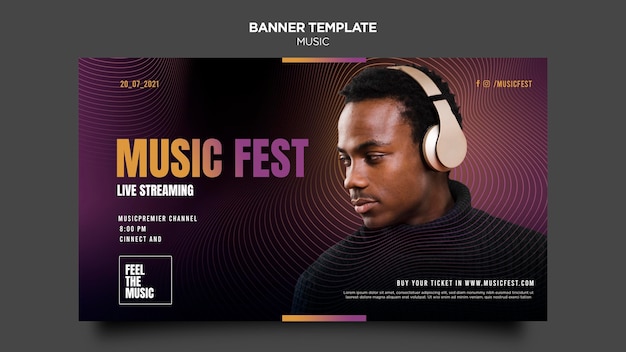 BANNER TEMPLATE
MUSIC
20_07_2021
/MUSICFEST
MUSIC FEST
LIVE STREAMING
MUSICPREMIER CHANNEL
8:00 PM
CINNECT AND
FEEL
THE
MUSIC
BUY YOUR TICKET IN WWW.MUSICFEST.COM